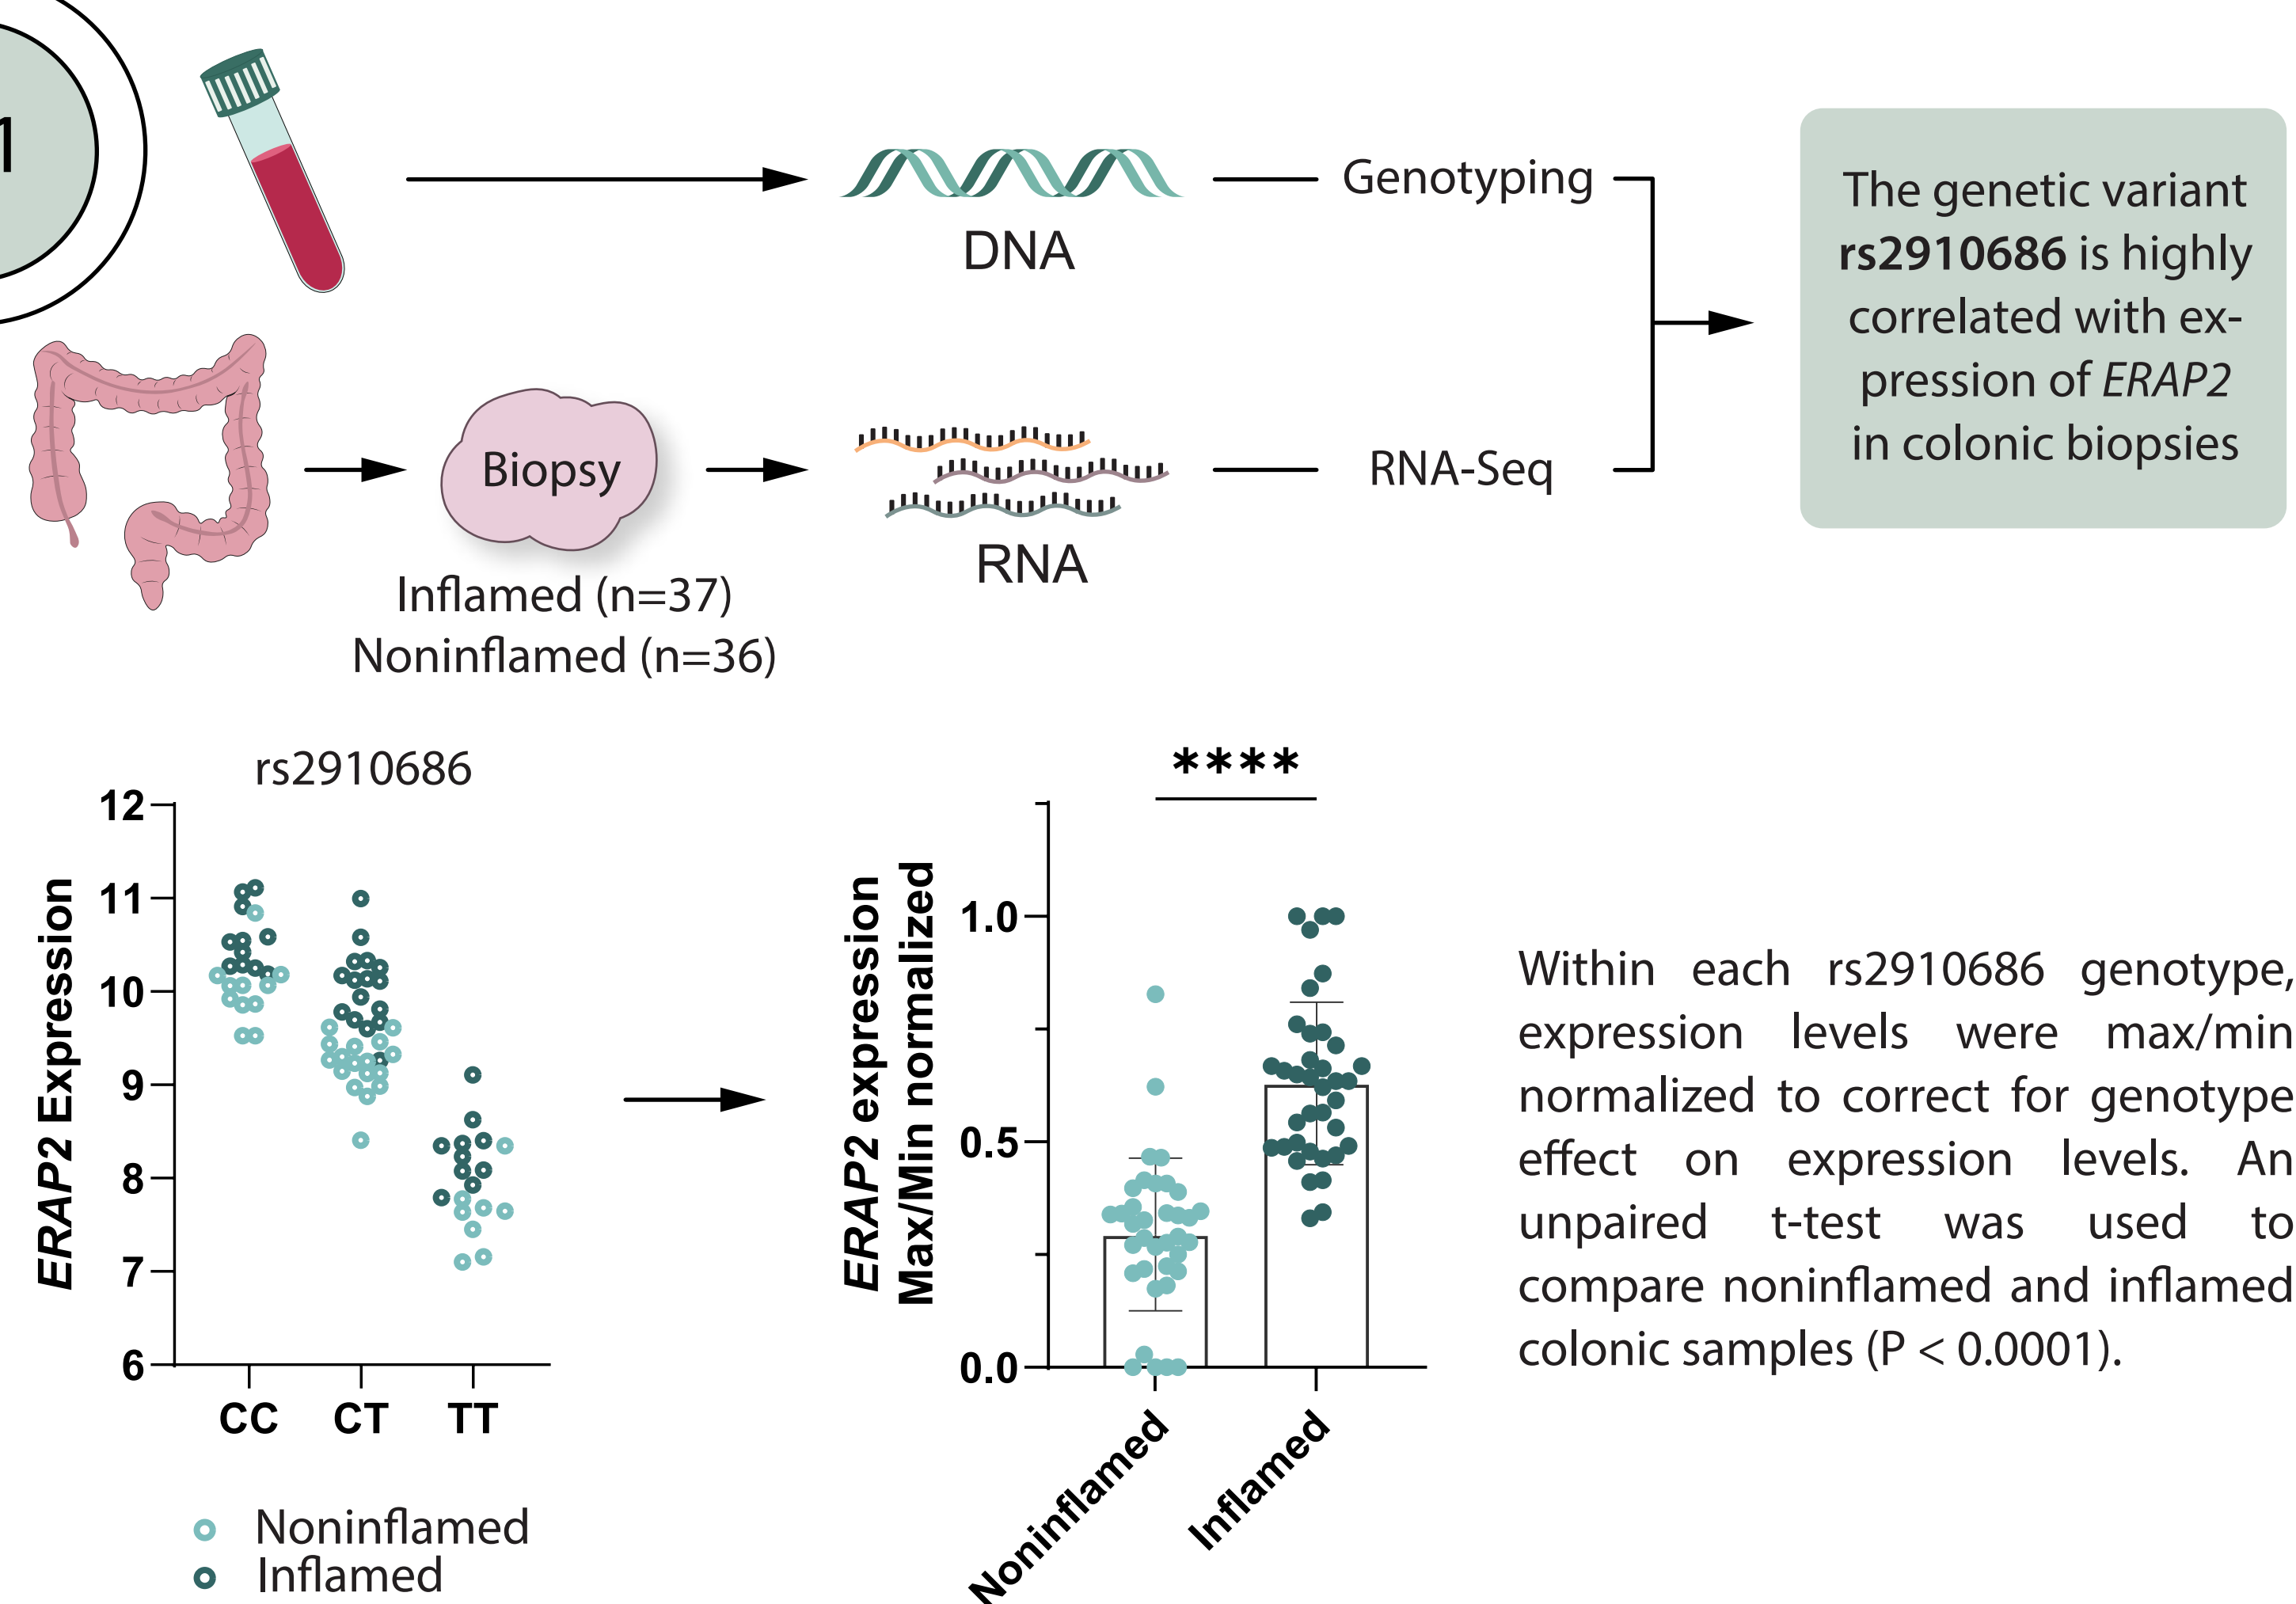 1
DNA
Genotyping
The genetic variant
rs2910686 is highly
correlated with ex-
pression of ERAP2
in colonic biopsies
Biopsy
RNA
RNA-Seq
Inflamed (n=37)
Noninflamed (n=36)
rs2910686
ERAP2 Expression
12
11
10
9
8
7
6
CC CT TT
Noninflamed
Inflamed
****
ERAP2 expression
Max/Min normalized
1.0
0.5
0.0
Noninflamed
Inflamed
Within each rs2910686 genotype,
expression levels were max/min
normalized to correct for genotype
effect on expression levels. An
unpaired t-test was used to
compare noninflamed and inflamed
colonic samples (P < 0.0001).